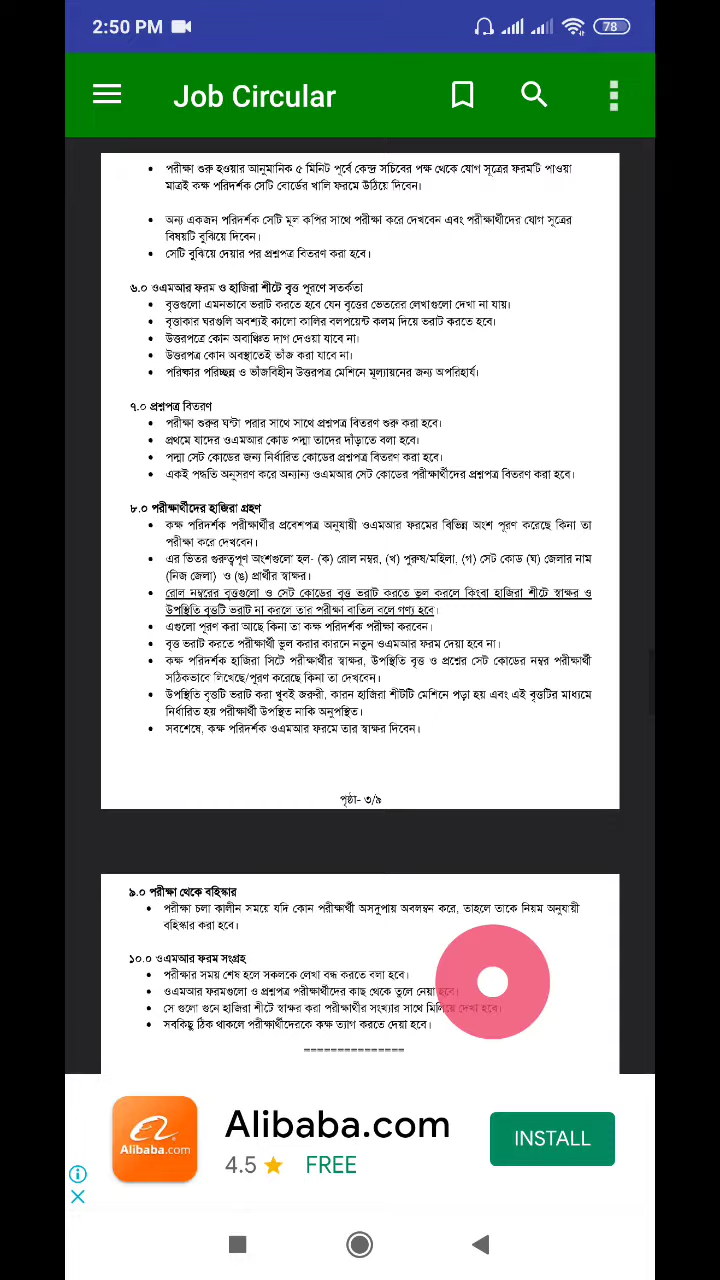 2:50 PM
78
Job Circular
• পরীক্ষা শুরু হওয়ার আনুমানিক ৫ মিনিট পূর্বে কেন্দ্র সচিবের পক্ষ থেকে যোগ সূত্রের ফরমটি পাওয়া
মাত্রই কক্ষ পরিদর্শক সেটি বোর্ডের খালি ফরমে উঠিয়ে দিবেন।
• অন্য একজন পরিদর্শক সেটি মূল কপির সাথে পরীক্ষা করে দেখবেন এবং পরীক্ষার্থীদের যোগ সূত্রের
বিষয়টি বুঝিয়ে দিবেন।
• সেটি বুঝিয়ে দেয়ার পর প্রশ্নপত্র বিতরণ করা হবে।
৬.০ ওএমআর ফরম ও হাজিরা শীটে বৃত্ত পূরণে সতর্কতা
• বৃত্তগুলো এমনভাবে ভরাট করতে হবে যেন বৃত্তের ভেতরের লেখাগুলো দেখা না যায়।
• বৃত্তাকার ঘরগুলি অবশ্যই কালো কালির বলপয়েন্ট কলম দিয়ে ভরাট করতে হবে।
• উত্তরপত্রে কোন অবাঞ্চিত দাগ দেওয়া যাবে না।
• উত্তরপত্র কোন অবস্থাতেই ভাঁজ করা যাবে না।
• পরিষ্কার পরিচ্ছন্ন ও ভাঁজবিহীন উত্তরপত্র মেশিনে মূল্যায়নের জন্য অপরিহার্য।
৭.০ প্রশ্নপত্র বিতরণ
• পরীক্ষা শুরুর ঘন্টা পরার সাথে সাথে প্রশ্নপত্র বিতরণ শুরু করা হবে।
• প্রথমে যাদের ওএমআর কোড পদ্মা তাদের দাঁড়াতে বলা হবে।
• পদ্মা সেট কোডের জন্য নির্ধারিত কোডের প্রশ্নপত্র বিতরণ করা হবে।
• একই পদ্ধতি অনুসরণ করে অন্যান্য ওএমআর সেট কোডের পরীক্ষার্থীদের প্রশ্নপত্র বিতরণ করা হবে।
৮.০ পরীক্ষার্থীদের হাজিরা গ্রহণ
• কক্ষ পরিদর্শক পরীক্ষার্থীর প্রবেশপত্র অনুযায়ী ওএমআর ফরমের বিভিন্ন অংশ পূরণ করেছে কিনা তা
পরীক্ষা করে দেখবেন।
• এর ভিতর গুরুত্বপূর্ণ অংশগুলো হল- (ক) রোল নম্বর, (খ) পুরুষ/মহিলা, (গ) সেট কোড (ঘ) জেলার নাম
(নিজ জেলা) ও (ঙ) প্রার্থীর স্বাক্ষর।
• রোল নম্বরের বৃত্তগুলো ও সেট কোডের বৃত্ত ভরাট করতে ভুল করলে কিংবা হাজিরা শীটে স্বাক্ষর ও
উপস্থিতি বৃত্তটি ভরাট না করলে তার পরীক্ষা বাতিল বলে গণ্য হবে।
• এগুলো পূরণ করা আছে কিনা তা কক্ষ পরিদর্শক পরীক্ষা করবেন।
• বৃত্ত ভরাট করতে পরীক্ষার্থী ভুল করার কারনে নতুন ওএমআর ফরম দেয়া হবে না।
• কক্ষ পরিদর্শক হাজিরা সিটে পরীক্ষার্থীর স্বাক্ষর, উপস্থিতি বৃত্ত ও প্রশ্নের সেট কোডের নম্বর পরীক্ষার্থী
সঠিকভাবে লিখেছে/পূরণ করেছে কিনা তা দেখবেন।
• উপস্থিতি বৃত্তটি ভরাট করা খুবই জরুরী, কারন হাজিরা শীটটি মেশিনে পড়া হয় এবং এই বৃত্তটির মাধ্যমে
নির্ধারিত হয় পরীক্ষার্থী উপস্থিত নাকি অনুপস্থিত।
• সবশেষে, কক্ষ পরিদর্শক ওএমআর ফরমে তার স্বাক্ষর দিবেন।
পৃষ্ঠা- ৩/৯
৯.০ পরীক্ষা থেকে বহিস্কার
• পরীক্ষা চলা কালীন সময়ে যদি কোন পরীক্ষার্থী অসদুপায় অবলম্বন করে, তাহলে তাকে নিয়ম অনুযায়ী
বহিস্কার করা হবে।
১০.০ ওএমআর ফরম সংগ্রহ
• পরীক্ষার সময় শেষ হলে সকলকে লেখা বন্ধ করতে বলা হবে।
• ওএমআর ফরমগুলো ও প্রশ্নপত্র পরীক্ষার্থীদের কাছ থেকে তুলে নেয়া হবে।
• সে গুলো গুনে হাজিরা শীটে স্বাক্ষর করা পরীক্ষার্থীর সংখ্যার সাথে মিলিয়ে দেখা হবে।
• সবকিছু ঠিক থাকলে পরীক্ষার্থীদেরকে কক্ষ ত্যাগ করতে দেয়া হবে।
===============
Alibaba.com
Alibaba.com
4.5 ★ FREE
INSTALL